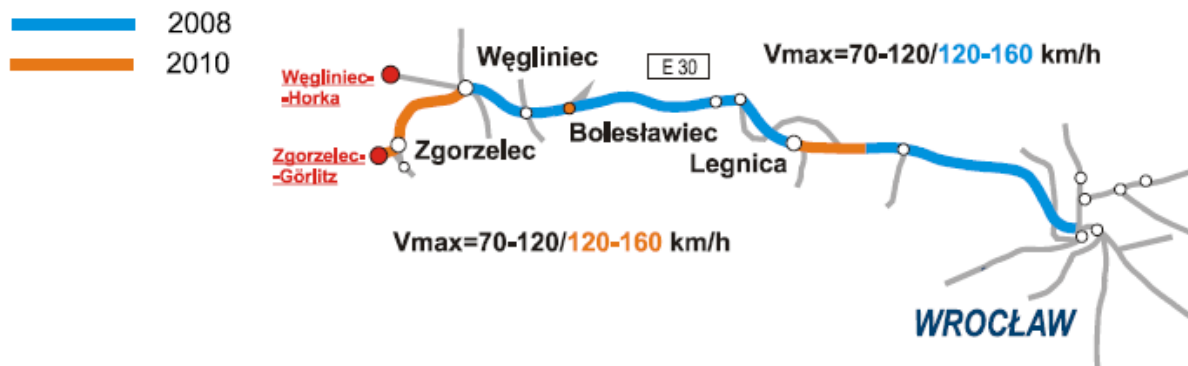 2008
2010
Węgliniec
E 30
Vmax=70-120/120-160 km/h
Węgliniec-
-Horka
Bolesławiec
Zgorzelec
Legnica
Zgorzelec-
-Görlitz
Vmax=70-120/120-160 km/h
WROCŁAW